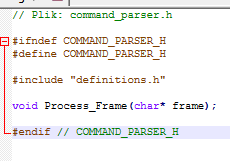 // Plik: command_parser.h
#ifndef COMMAND_PARSER_H
#define COMMAND_PARSER_H
#include "definitions.h"
void Process_Frame(char* frame);
#endif // COMMAND_PARSER_H